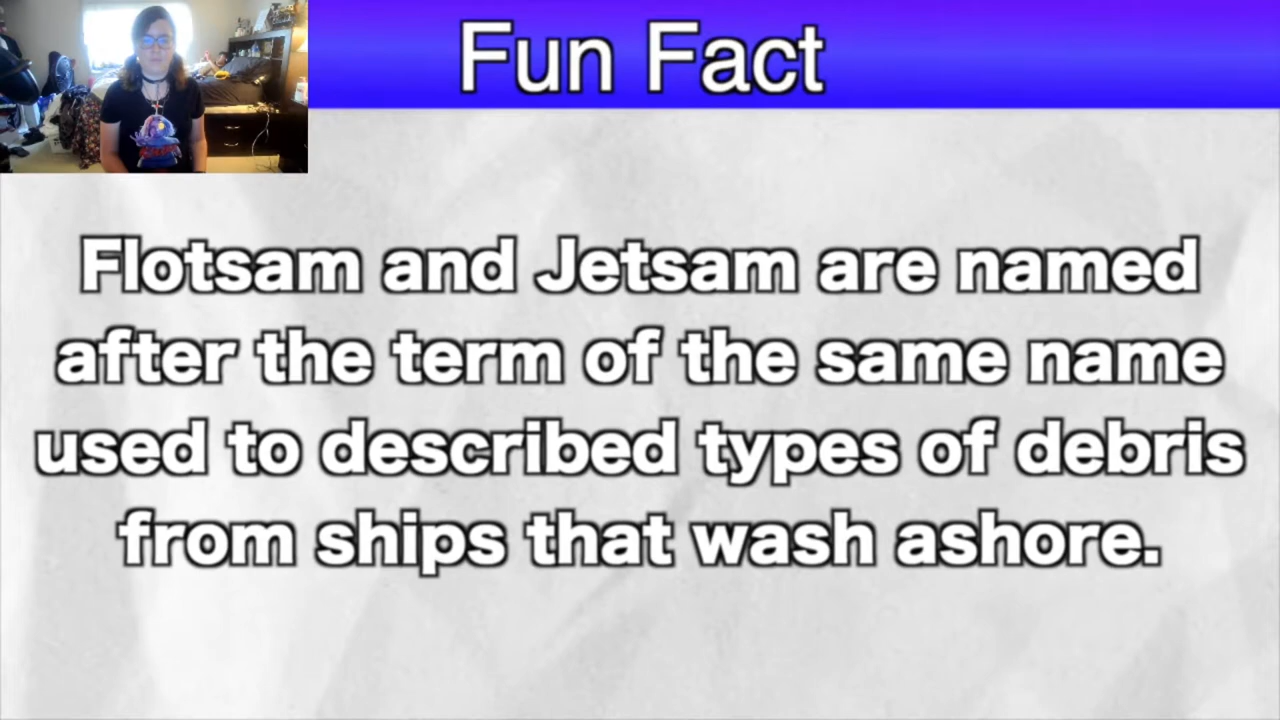 Fun Fact
Flotsam and Jetsam are named
after the term of the same name
used to described types of debris
from ships that wash ashore.